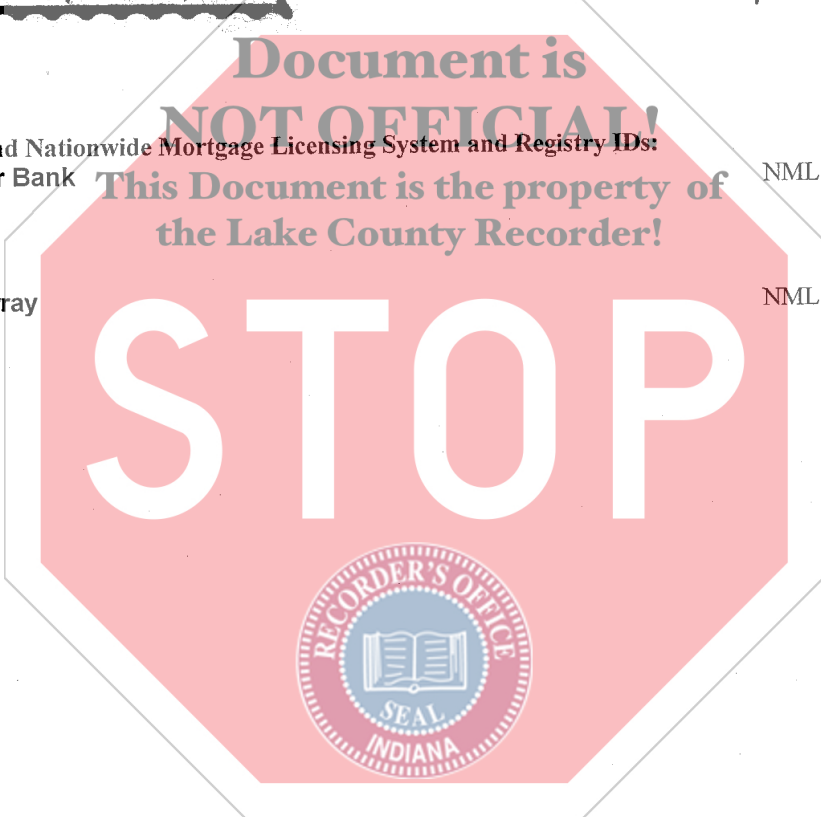 Document is
NOT OFFICIAL!
nd Nationwide Mortgage Licensing System and Registry IDs:
r Bank
NML
This Document is the property of
the Lake County Recorder!
ray
NML
STOP
RECORDER'S OFFICE
SEAL
INDIANA